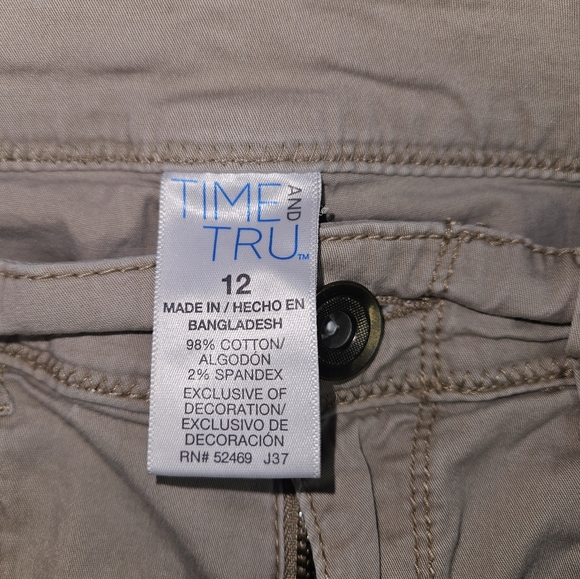 TIME AND
TRU™
12
MADE IN / HECHO EN
BANGLADESH
98% COTTON/
ALGODÓN
2% SPANDEX
EXCLUSIVE OF
DECORATION/
EXCLUSIVO DE
DECORACIÓN
RN# 52469 J37